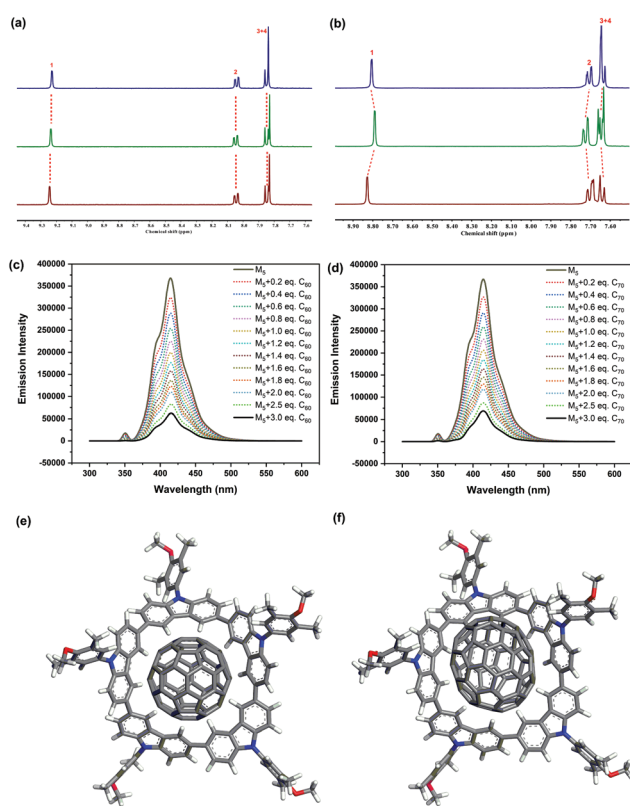 (a)
1
2
3+4
9.4 9.3 9.2 9.1 9.0 8.9 8.8 8.7 8.6 8.5 8.4 8.3 8.2 8.1 8.0 7.9 7.8 7.7 7.6
Chemical shift (ppm)
(b)
1
2
3+4
8.90 8.80 8.70 8.60 8.50 8.40 8.30 8.20 8.10 8.00 7.90 7.80 7.70 7.60
Chemical shift (ppm)
(c)
400000
350000
300000
250000
200000
150000
100000
50000
0
-50000
Emission Intensity
M5
M5+0.2 eq. C60
M5+0.4 eq. C60
M5+0.6 eq. C60
M5+0.8 eq. C60
M5+1.0 eq. C60
M5+1.2 eq. C60
M5+1.4 eq. C60
M5+1.6 eq. C60
M5+1.8 eq. C60
M5+2.0 eq. C60
M5+2.5 eq. C60
M5+3.0 eq. C60
300 350 400 450 500 550 600
Wavelength (nm)
(d)
400000
350000
300000
250000
200000
150000
100000
50000
0
-50000
Emission Intensity
M5
M5+0.2 eq. C70
M5+0.4 eq. C70
M5+0.6 eq. C70
M5+0.8 eq. C70
M5+1.0 eq. C70
M5+1.2 eq. C70
M5+1.4 eq. C70
M5+1.6 eq. C70
M5+1.8 eq. C70
M5+2.0 eq. C70
M5+2.5 eq. C70
M5+3.0 eq. C70
300 350 400 450 500 550 600
Wavelength (nm)
(e)
(f)